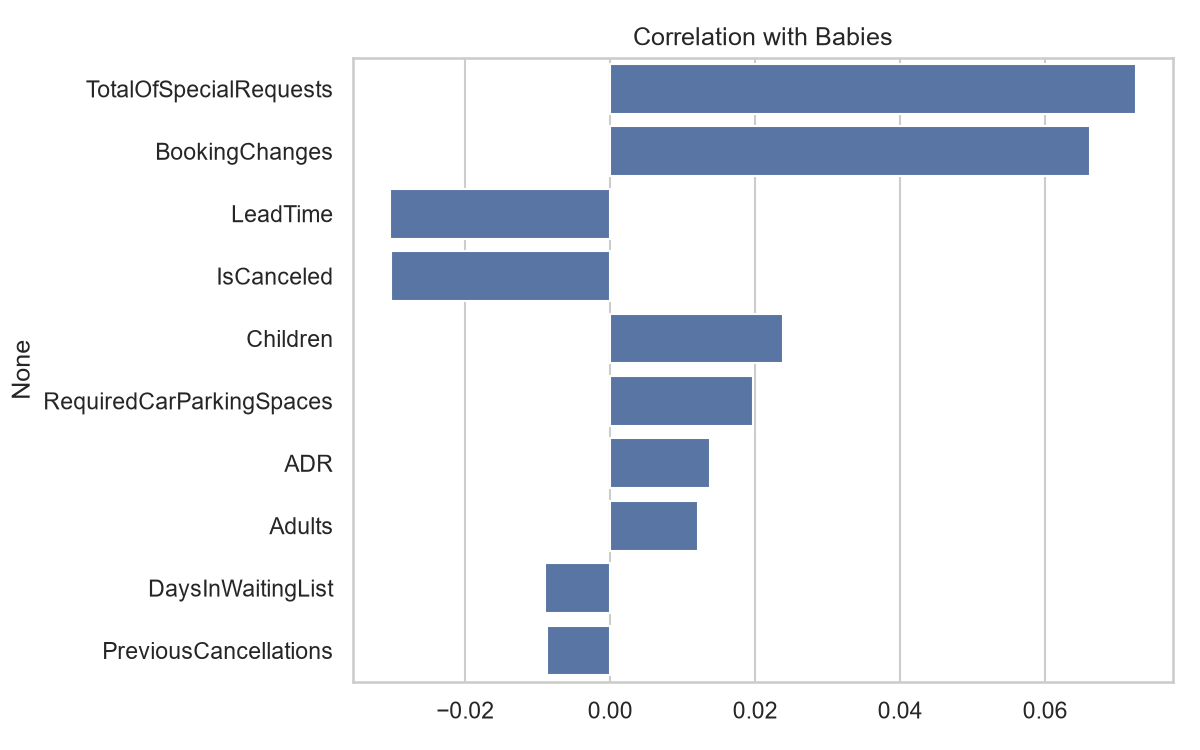 Correlation with Babies
TotalOfSpecialRequests
BookingChanges
LeadTime
IsCanceled
Children
RequiredCarParkingSpaces
ADR
Adults
DaysInWaitingList
PreviousCancellations
None
−0.02 0.00 0.02 0.04 0.06